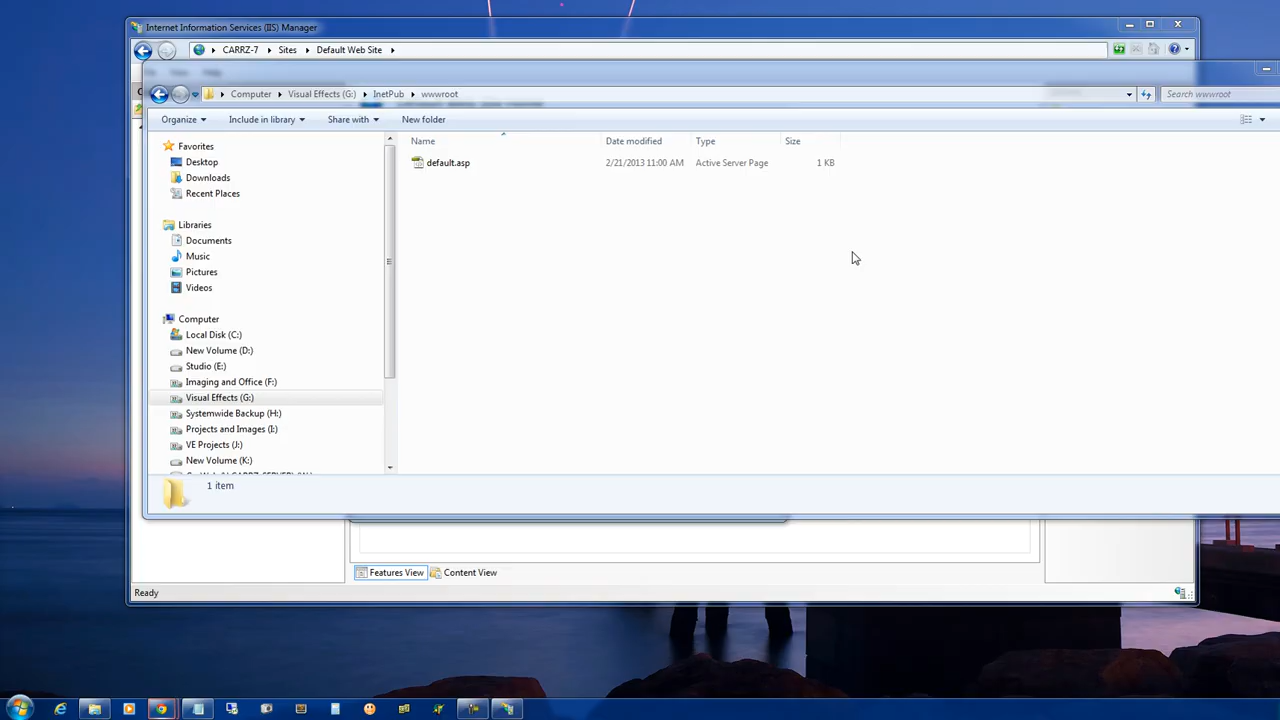 Internet Information Services (IIS) Manager
CARRZ-7 Sites Default Web Site
Help
Computer Visual Effects (G:) InetPub wwwroot Search wwwroot
Organize Include in library Share with New folder
Name Date modified Type Size
default.asp 2/21/2013 11:00 AM Active Server Page 1 KB
Favorites
Desktop
Downloads
Recent Places
Libraries
Documents
Music
Pictures
Videos
Computer
Local Disk (C:)
New Volume (D:)
Studio (E:)
Imaging and Office (F:)
Visual Effects (G:)
Systemwide Backup (H:)
Projects and Images (I:)
VE Projects (J:)
New Volume (K:)
1 item
Features View Content View
Ready